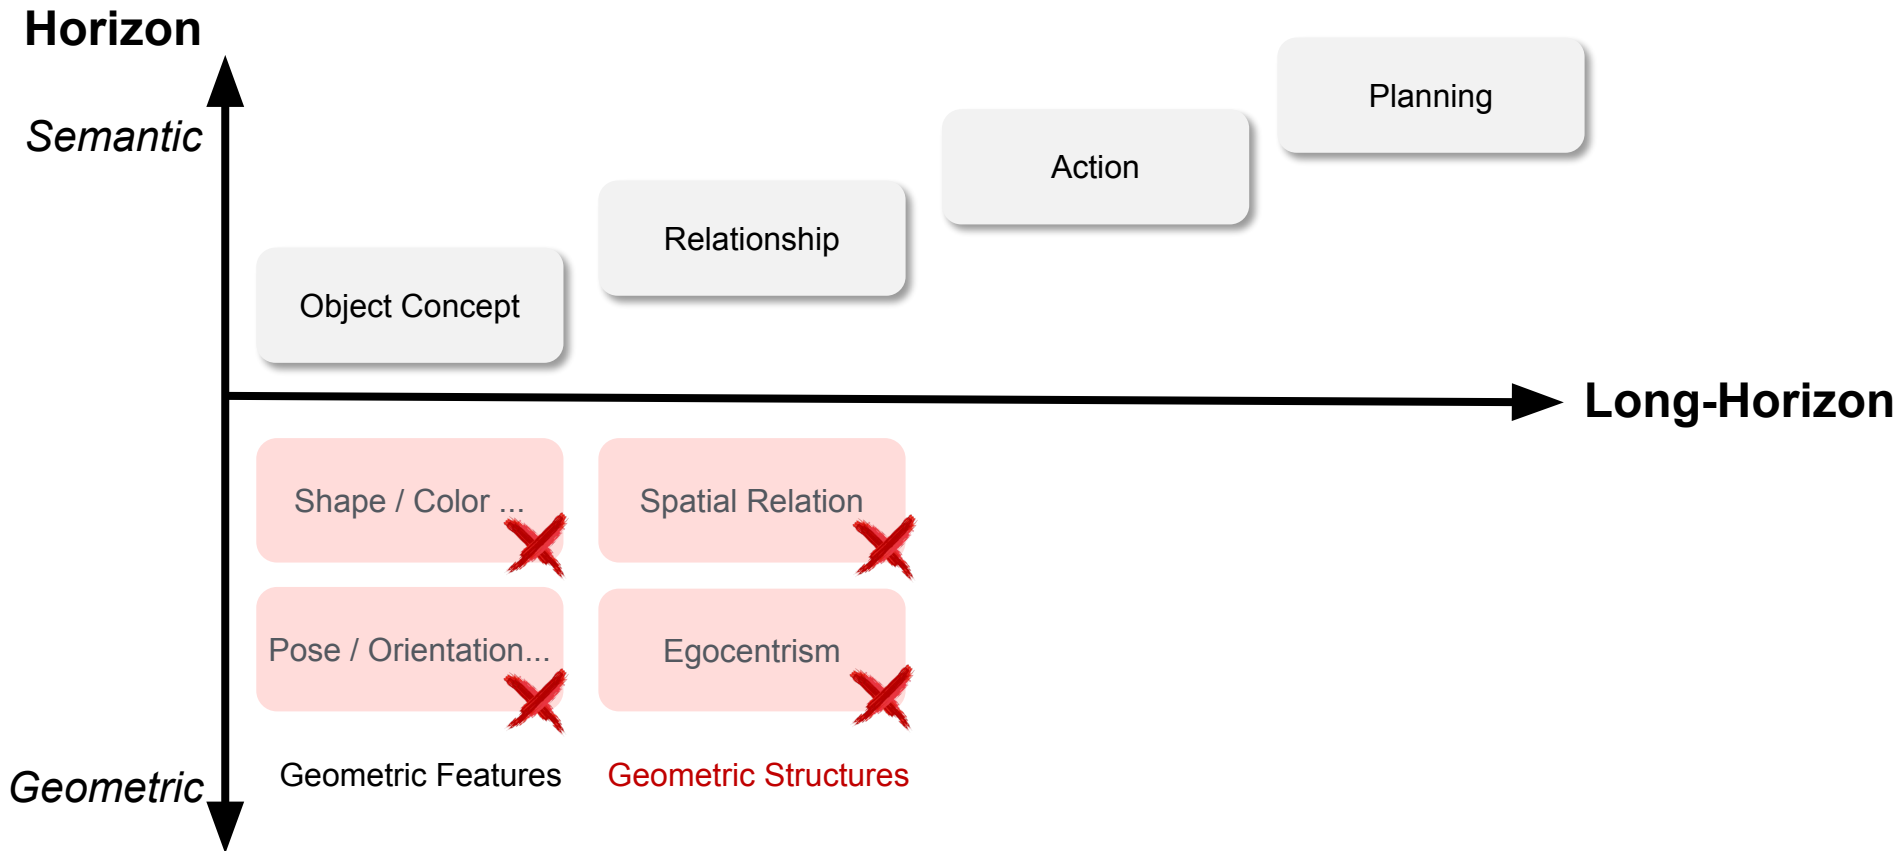 Horizon
Semantic
Planning
Action
Relationship
Object Concept
Long-Horizon
Shape / Color ...
Spatial Relation
Pose / Orientation...
Egocentrism
Geometric
Geometric Features
Geometric Structures